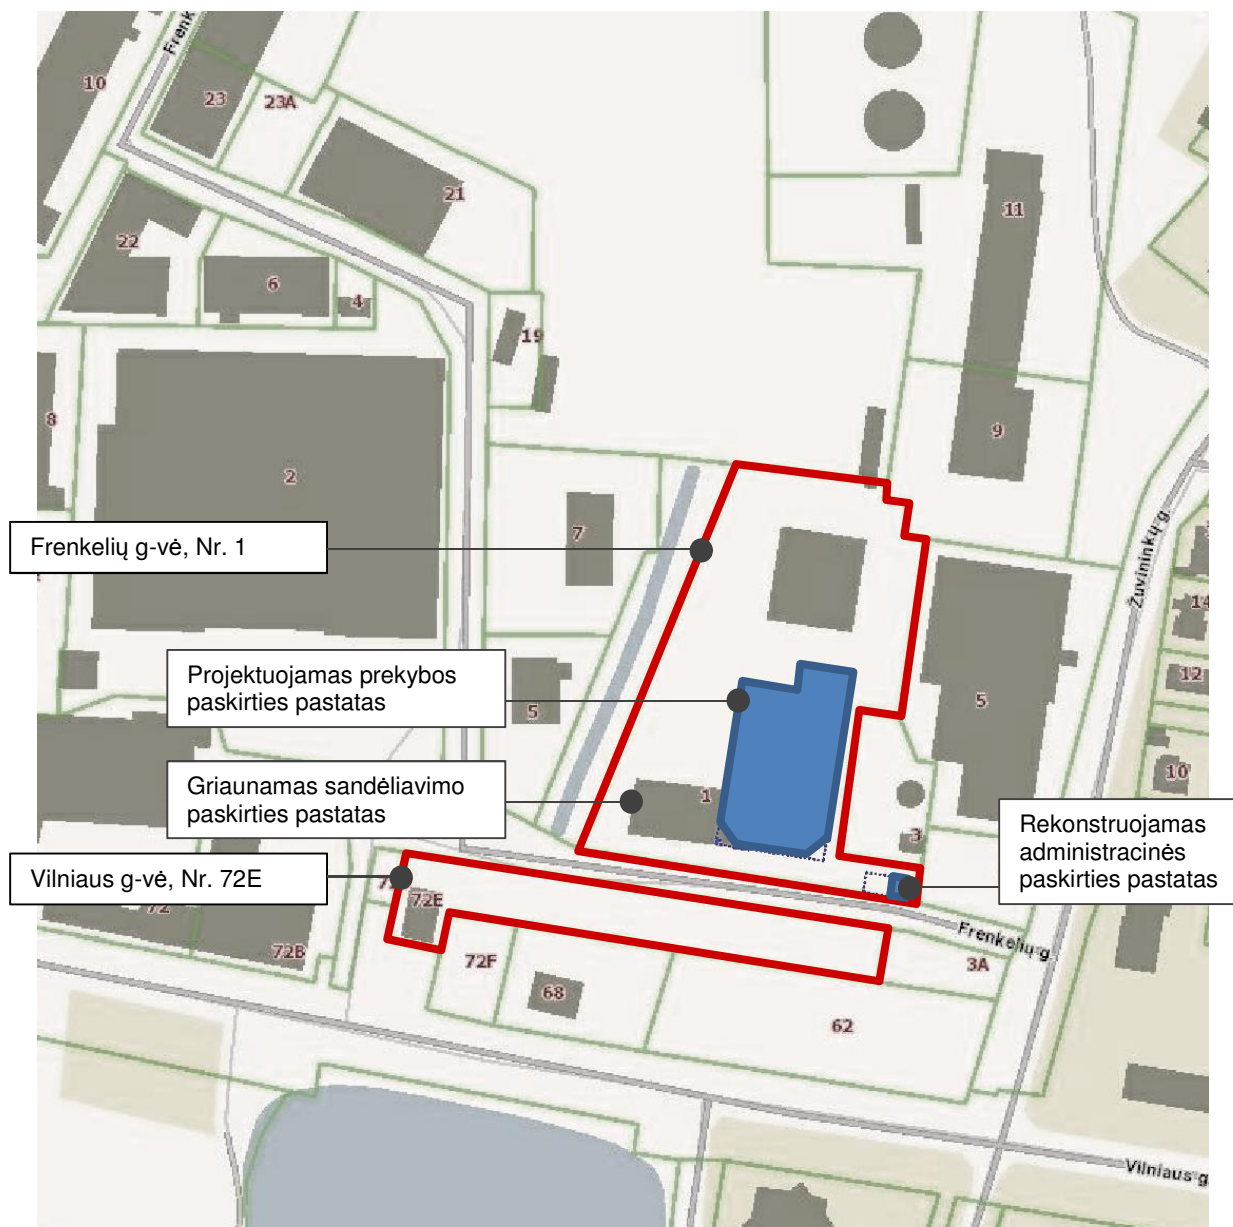 Frenk
10
23
23A
21
22
6
4
19
11
9
8
2
7
Frenkelių g-vė, Nr. 1
Žuvininkų g.
14
12
5
Projektuojamas prekybos
paskirties pastatas
5
10
Griaunamas sandėliavimo
paskirties pastatas
1
3
Rekonstruojamas
administracinės
paskirties pastatas
Vilniaus g-vė, Nr. 72E
72E
72
72B
72F
Frenkelių g.
3A
68
62
Vilniaus g.